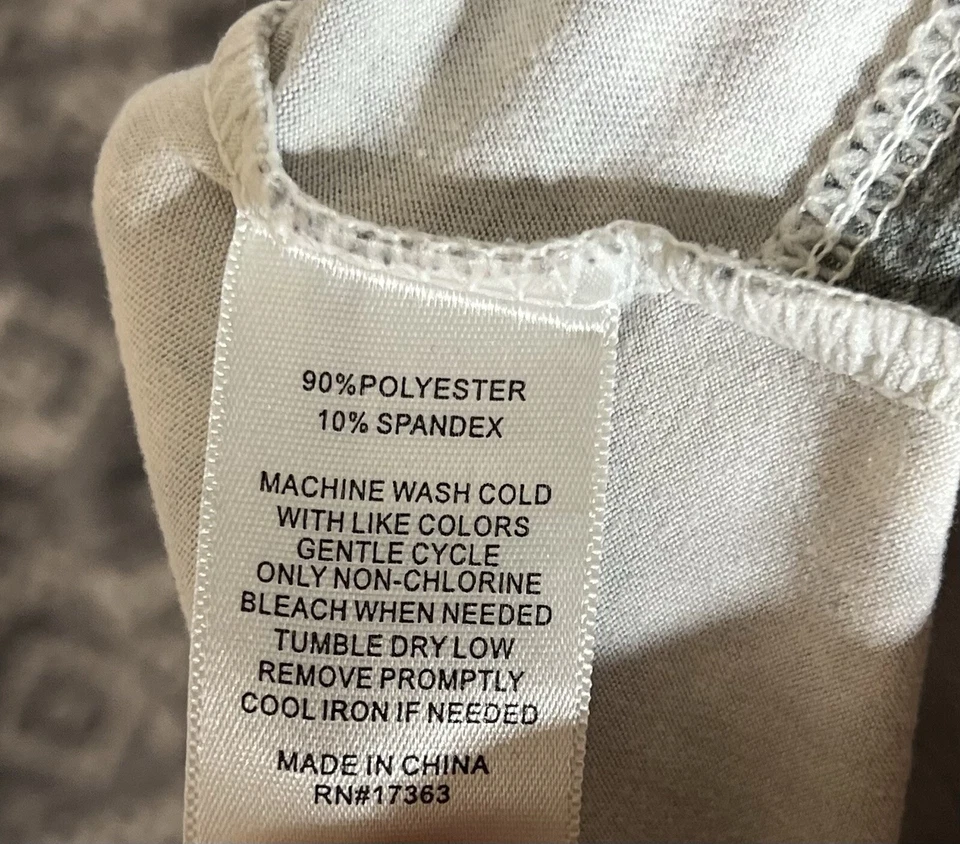 90%POLYESTER
10% SPANDEX
MACHINE WASH COLD
WITH LIKE COLORS
GENTLE CYCLE
ONLY NON-CHLORINE
BLEACH WHEN NEEDED
TUMBLE DRY LOW
REMOVE PROMPTLY
COOL IRON IF NEEDED
MADE IN CHINA
RN#17363